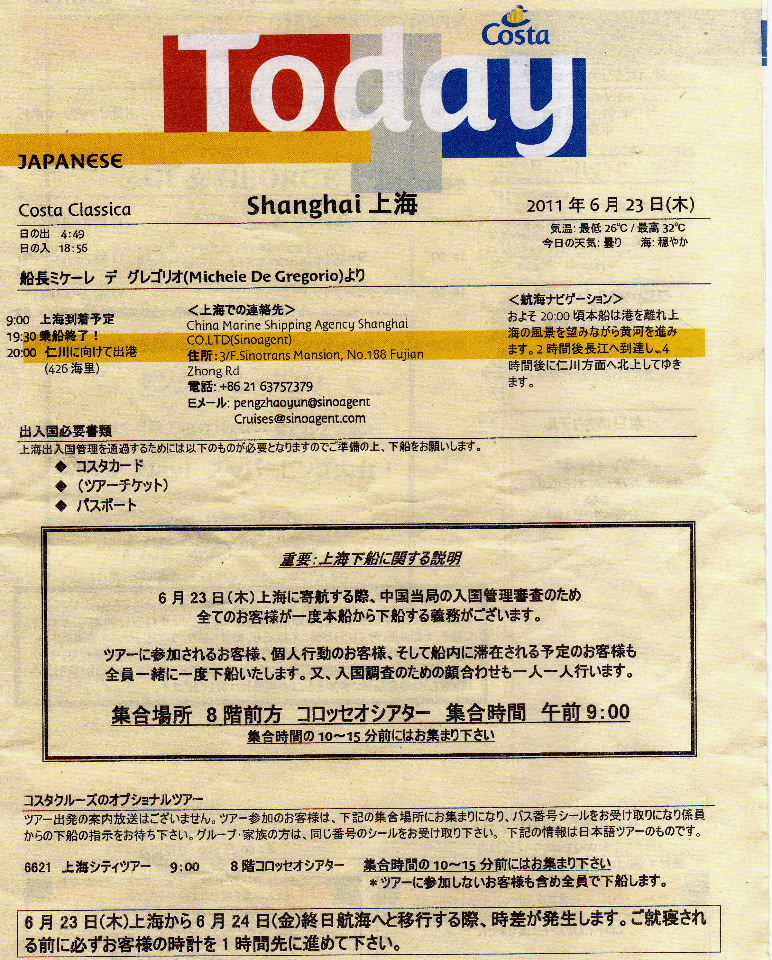 Costa
Today
JAPANESE
Costa Classica
Shanghai 上海
2011 年 6 月 23 日(木)
日の出 4:49
日の入 18:56
気温: 最低 26℃ / 最高 32℃
今日の天気: 曇り 海: 穏やか
船長ミケーレ デ グレゴリオ(Michele De Gregorio)より
9:00 上海到着予定
19:30 乗船終了！
20:00 仁川に向けて出港
(426 海里)
＜上海での連絡先＞
China Marine Shipping Agency Shanghai
CO.LTD(Sinoagent)
住所: 3/F.Sinotrans Mansion, No.188 Fujian
Zhong Rd
電話: +86 21 63757379
Eメール: pengzhaoyun@sinoagent
Cruises@sinoagent.com
＜航海ナビゲーション＞
およそ 20:00 頃本船は港を離れ上
海の風景を望みながら黄河を進み
ます。2 時間後長江へ到達し、4
時間後に仁川方面へ北上してゆき
ます。
出入国必要書類
上海出入国管理を通過するためには以下のものが必要となりますのでご準備の上、下船をお願いします。
◆ コスタカード
◆ （ツアーチケット）
◆ パスポート
重要: 上海下船に関する説明
6 月 23 日(木)上海に寄航する際、中国当局の入国管理審査のため
全てのお客様が一度本船から下船する義務がございます。
ツアーに参加されるお客様、個人行動のお客様、そして船内に滞在される予定のお客様も
全員一緒に一度下船いたします。又、入国調査のための顔合わせも一人一人行います。
集合場所 8 階前方 コロッセオシアター 集合時間 午前 9:00
集合時間の 10～15 分前にはお集まり下さい
コスタクルーズのオプショナルツアー
ツアー出発の案内放送はございません。ツアー参加のお客様は、下記の集合場所にお集まりになり、バス番号シールをお受け取りになり係員
からの下船の指示をお待ち下さい。グループ・家族の方は、同じ番号のシールをお受け取り下さい。 下記の情報は日本語ツアーのものです。
6621 上海シティツアー 9:00 8 階コロッセオシアター 集合時間の 10～15 分前にはお集まり下さい
＊ツアーに参加しないお客様も含め全員で下船します。
6 月 23 日(木)上海から 6 月 24 日(金)終日航海へと移行する際、時差が発生します。ご就寝され
る前に必ずお客様の時計を 1 時間先に進めて下さい。